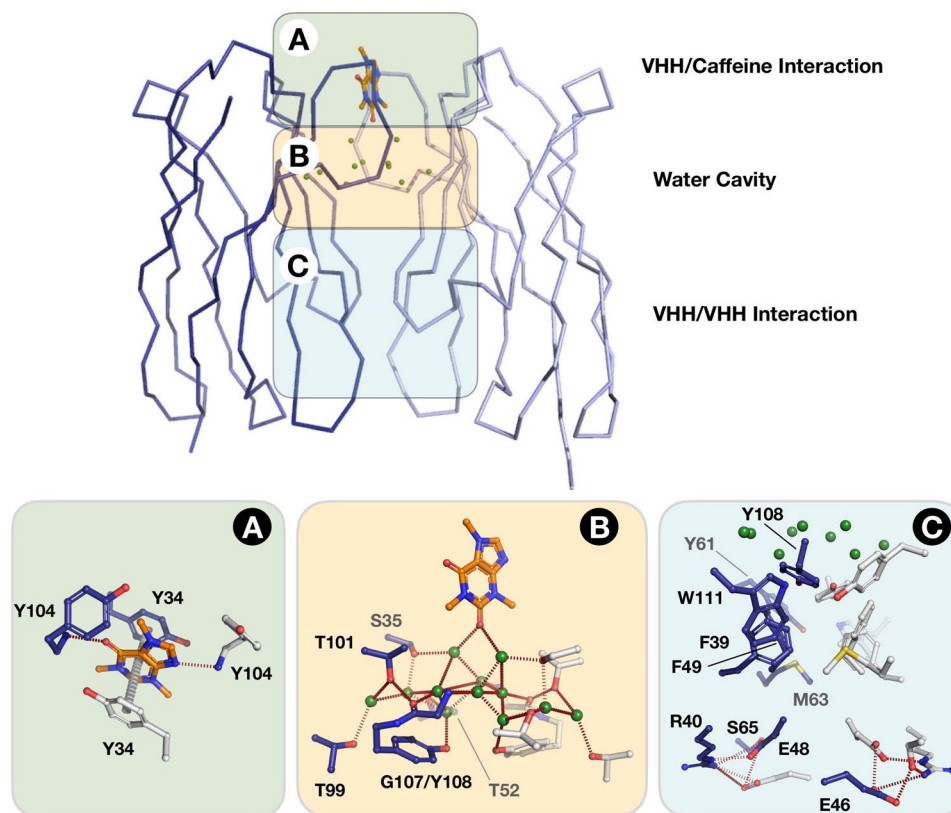 A
VHH/Caffeine Interaction
B
Water Cavity
C
VHH/VHH Interaction
A
Y104
Y34
Y104
Y34
B
S35
T101
T99
G107/Y108
T52
C
Y108
Y61
W111
F39
F49
M63
R40
S65
E48
E46